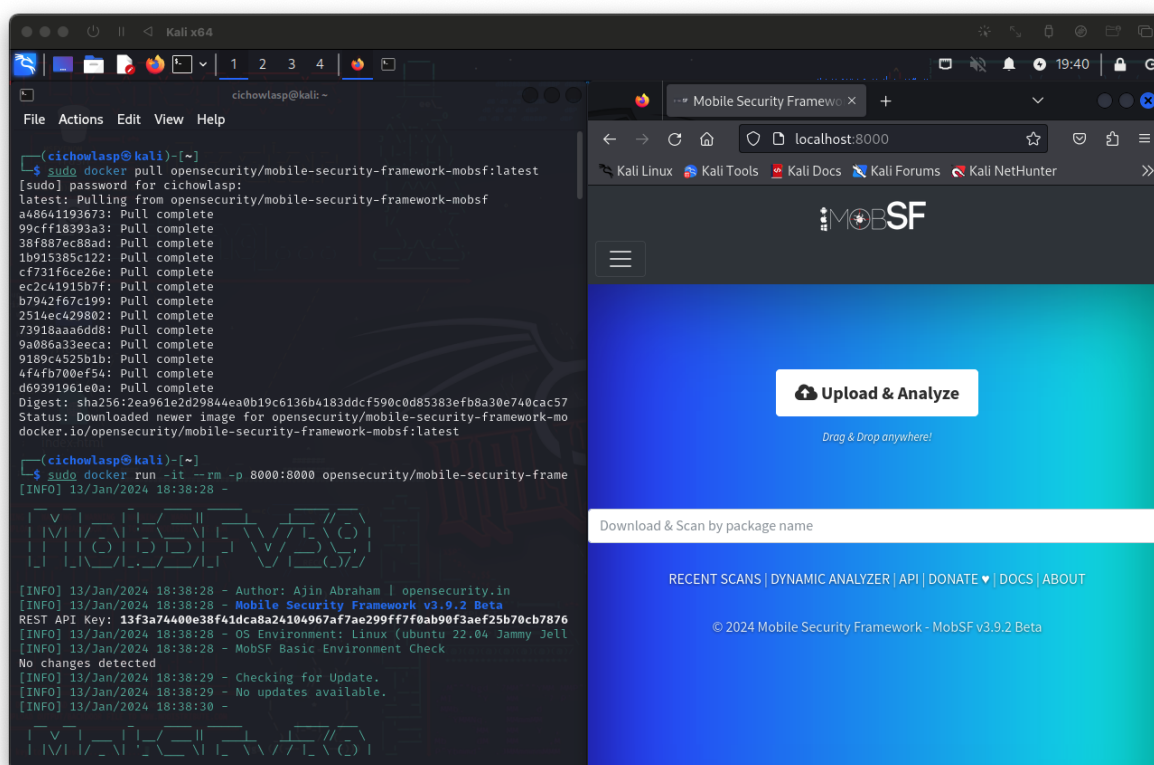 Kali x64
1 2 3 4
19:40
cichowlasp@kali: ~
File Actions Edit View Help
┌──(cichowlasp㉿kali)-[~]
└─$ sudo docker pull opensecurity/mobile-security-framework-mobsf:latest
[sudo] password for cichowlasp:
latest: Pulling from opensecurity/mobile-security-framework-mobsf
a48641193673: Pull complete
99cff18393a3: Pull complete
38f887ec88ad: Pull complete
1b915385c122: Pull complete
cf731f6ce26e: Pull complete
ec2c41915b7f: Pull complete
b7942f67c199: Pull complete
2514ec429802: Pull complete
73918aaa6dd8: Pull complete
9a086a33eeca: Pull complete
9189c4525b1b: Pull complete
4f4fb700ef54: Pull complete
d69391961e0a: Pull complete
Digest: sha256:2ea961e2d29844ea0b19c6136b4183ddcf590c0d85383efb8a30e740cac57
Status: Downloaded newer image for opensecurity/mobile-security-framework-mo
docker.io/opensecurity/mobile-security-framework-mobsf:latest
┌──(cichowlasp㉿kali)-[~]
└─$ sudo docker run -it --rm -p 8000:8000 opensecurity/mobile-security-frame
[INFO] 13/Jan/2024 18:38:28 -
MobSF v3.9
[INFO] 13/Jan/2024 18:38:28 - Author: Ajin Abraham | opensecurity.in
[INFO] 13/Jan/2024 18:38:28 - Mobile Security Framework v3.9.2 Beta
REST API Key: 13f3a74400e38f41dca8a24104967af7ae299ff7f0ab90f3aef25b70cb7876
[INFO] 13/Jan/2024 18:38:28 - OS Environment: Linux (ubuntu 22.04 Jammy Jell
[INFO] 13/Jan/2024 18:38:28 - MobSF Basic Environment Check
No changes detected
[INFO] 13/Jan/2024 18:38:29 - Checking for Update.
[INFO] 13/Jan/2024 18:38:29 - No updates available.
[INFO] 13/Jan/2024 18:38:30 -
Mobile Security Framewo
localhost:8000
Kali Linux Kali Tools Kali Docs Kali Forums Kali NetHunter
MOBSF
Upload & Analyze
Drag & Drop anywhere!
Download & Scan by package name
RECENT SCANS | DYNAMIC ANALYZER | API | DONATE ♥ | DOCS | ABOUT
© 2024 Mobile Security Framework - MobSF v3.9.2 Beta